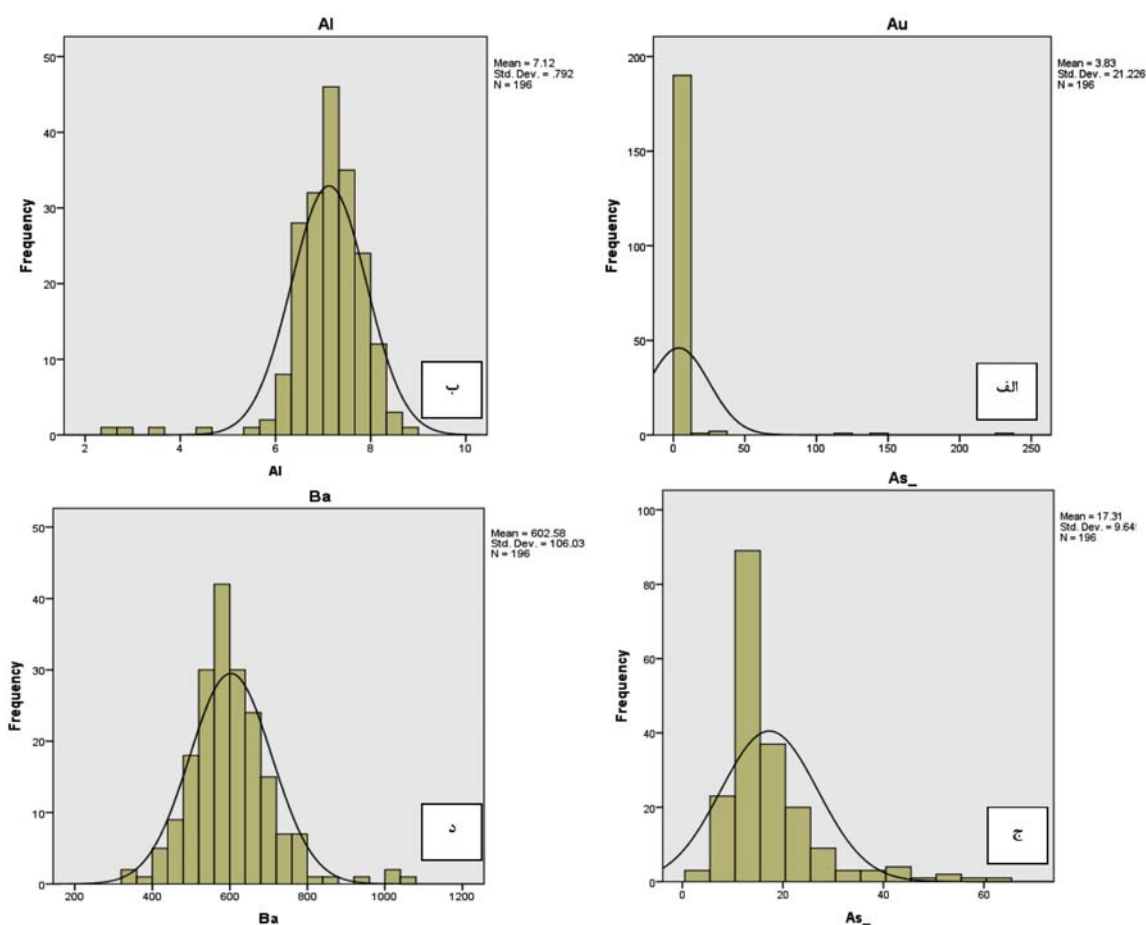 Al
Mean = 7.12
Std. Dev. = .792
N = 196
Frequency
50
40
30
20
10
0
2 4 6 8 10
Al
ب
Au
Mean = 3.83
Std. Dev. = 21.226
N = 196
Frequency
200
150
100
50
0
0 50 100 150 200 250
الف
Ba
Mean = 602.58
Std. Dev. = 106.03
N = 196
Frequency
50
40
30
20
10
0
200 400 600 800 1000 1200
Ba
د
As_
Mean = 17.31
Std. Dev. = 9.64
N = 196
Frequency
100
80
60
40
20
0
0 20 40 60
As_
ج